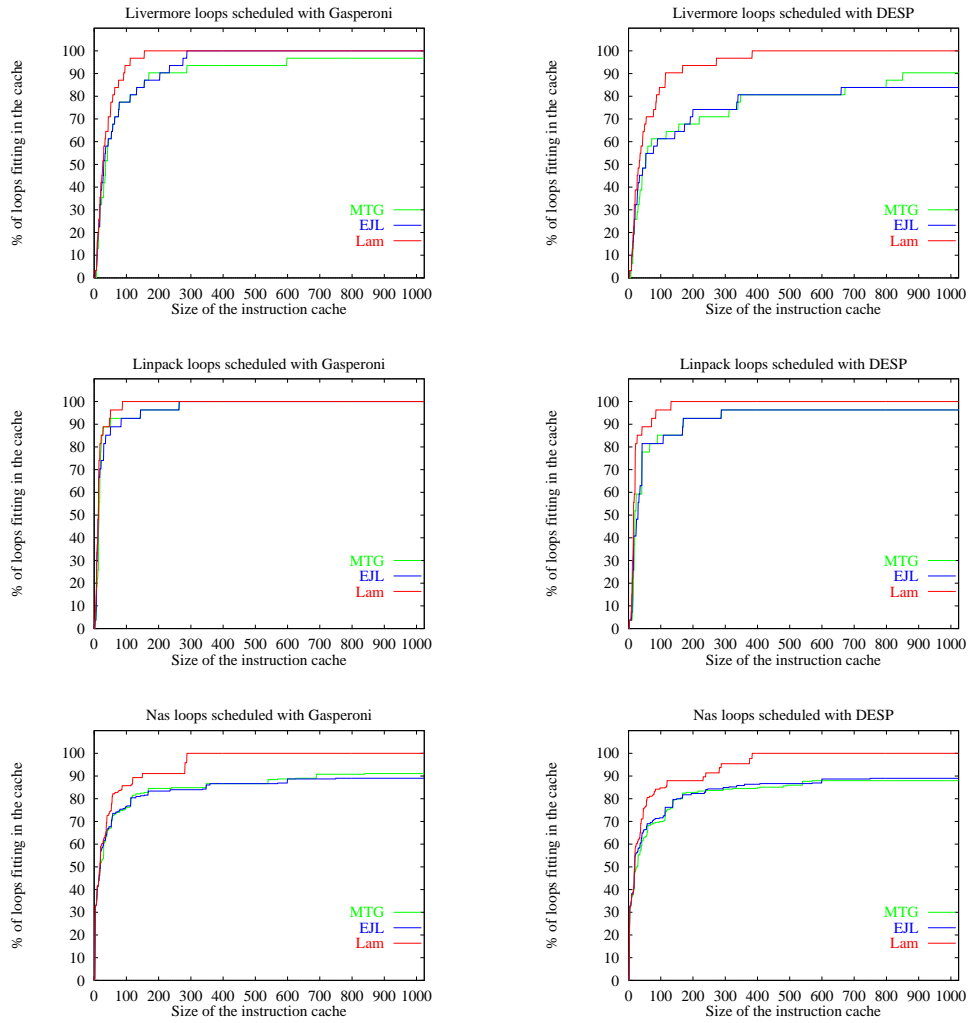 Livermore loops scheduled with Gasperoni
% of loops fitting in the cache
100
90
80
70
60
50
40
30
20
10
0
MTG
EJL
Lam
0 100 200 300 400 500 600 700 800 900 1000
Size of the instruction cache
Livermore loops scheduled with DESP
% of loops fitting in the cache
100
90
80
70
60
50
40
30
20
10
0
MTG
EJL
Lam
0 100 200 300 400 500 600 700 800 900 1000
Size of the instruction cache
Linpack loops scheduled with Gasperoni
% of loops fitting in the cache
100
90
80
70
60
50
40
30
20
10
0
MTG
EJL
Lam
0 100 200 300 400 500 600 700 800 900 1000
Size of the instruction cache
Linpack loops scheduled with DESP
% of loops fitting in the cache
100
90
80
70
60
50
40
30
20
10
0
MTG
EJL
Lam
0 100 200 300 400 500 600 700 800 900 1000
Size of the instruction cache
Nas loops scheduled with Gasperoni
% of loops fitting in the cache
100
90
80
70
60
50
40
30
20
10
0
MTG
EJL
Lam
0 100 200 300 400 500 600 700 800 900 1000
Size of the instruction cache
Nas loops scheduled with DESP
% of loops fitting in the cache
100
90
80
70
60
50
40
30
20
10
0
MTG
EJL
Lam
0 100 200 300 400 500 600 700 800 900 1000
Size of the instruction cache